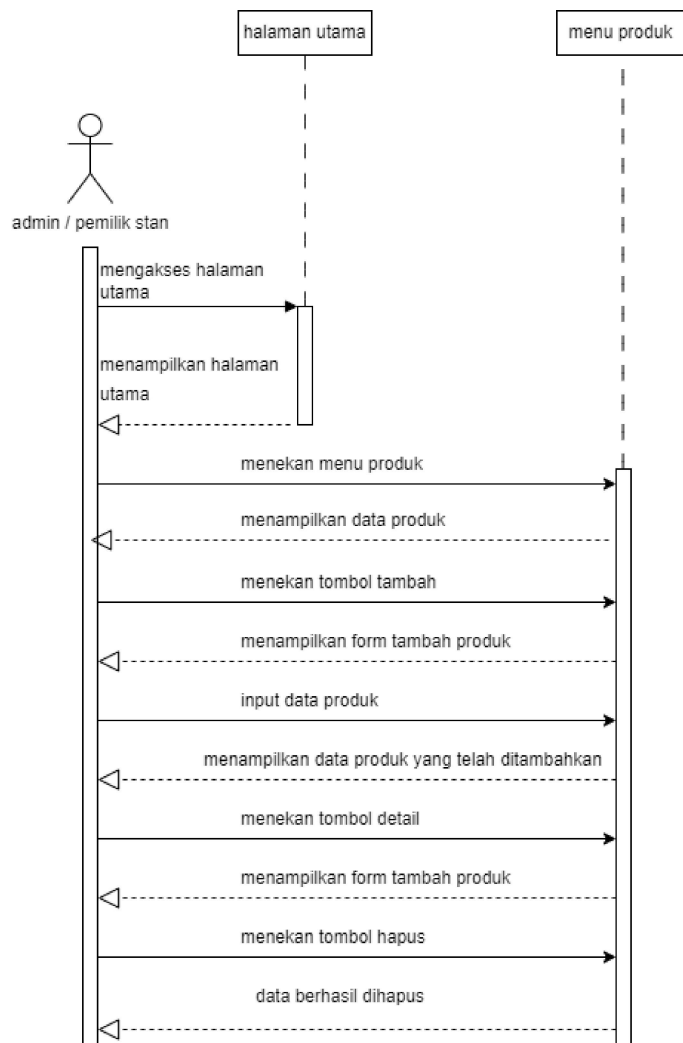 halaman utama
menu produk
admin / pemilik stan
mengakses halaman
utama
menampilkan halaman
utama
menekan menu produk
menampilkan data produk
menekan tombol tambah
menampilkan form tambah produk
input data produk
menampilkan data produk yang telah ditambahkan
menekan tombol detail
menampilkan form tambah produk
menekan tombol hapus
data berhasil dihapus